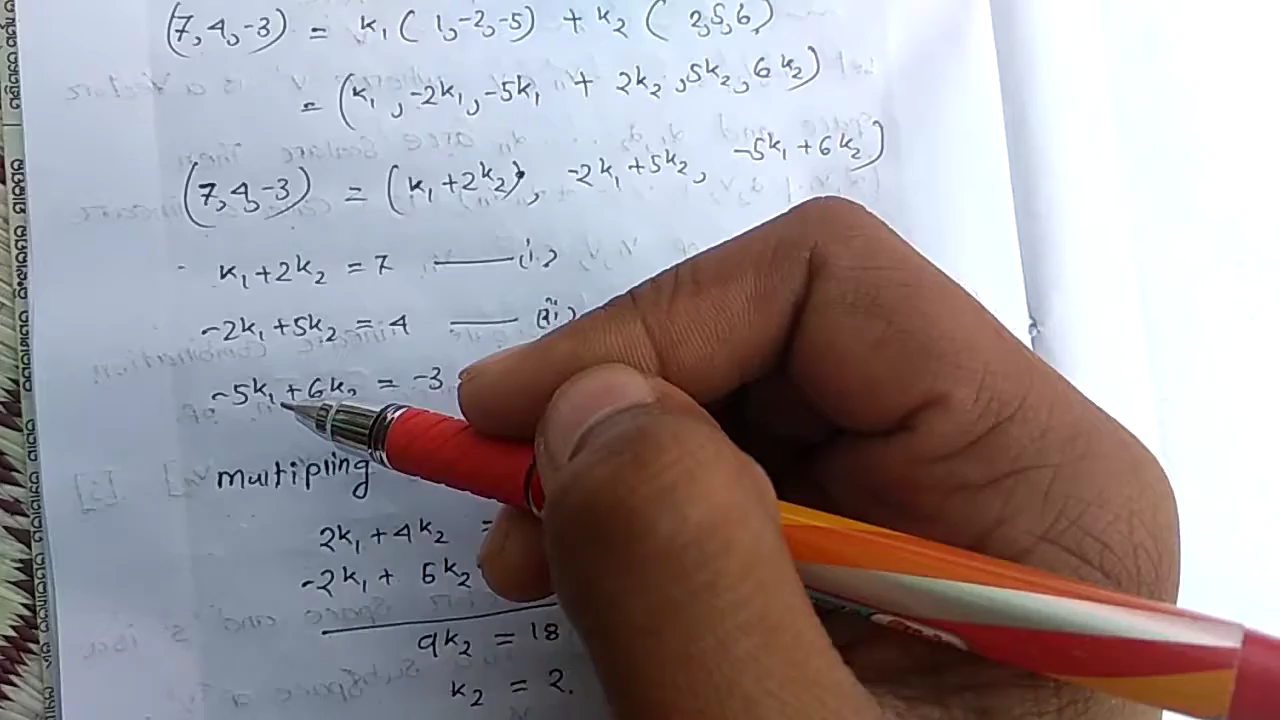 (7, 4, -3) = k₁ ( 1, -2, -5) + k₂ ( 2, 5, 6)
= (k₁, -2k₁, -5k₁ + 2k₂, 5k₂, 6k₂)
(7, 4, -3) = (k₁ + 2k₂), -2k₁ + 5k₂, -5k₁ + 6k₂)
k₁ + 2k₂ = 7 —— (i)
-2k₁ + 5k₂ = 4 —— (ii)
-5k₁ + 6k₂ = -3
multipling
2k₁ + 4k₂ =
-2k₁ + 5k₂
9k₂ = 18
k₂ = 2.